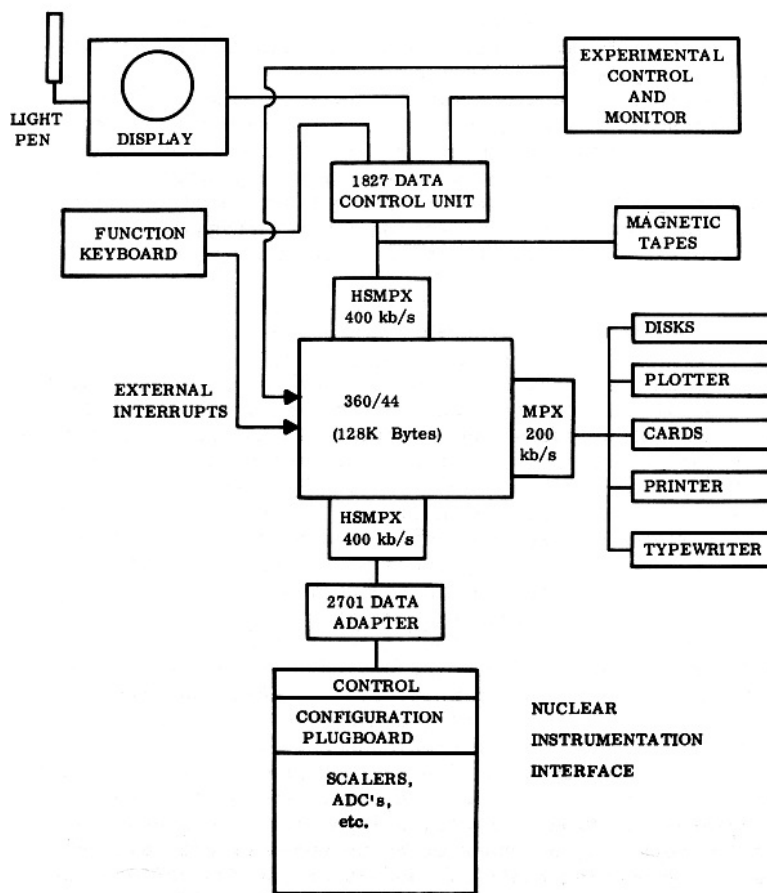 EXPERIMENTAL
CONTROL
AND
MONITOR
LIGHT
PEN
DISPLAY
1827 DATA
CONTROL UNIT
FUNCTION
KEYBOARD
MAGNETIC
TAPES
HSMPX
400 kb/s
DISKS
EXTERNAL
INTERRUPTS
360/44
(128K Bytes)
MPX
200
kb/s
PLOTTER
CARDS
PRINTER
TYPEWRITER
HSMPX
400 kb/s
2701 DATA
ADAPTER
CONTROL
CONFIGURATION
PLUGBOARD
SCALERS,
ADC's,
etc.
NUCLEAR
INSTRUMENTATION
INTERFACE